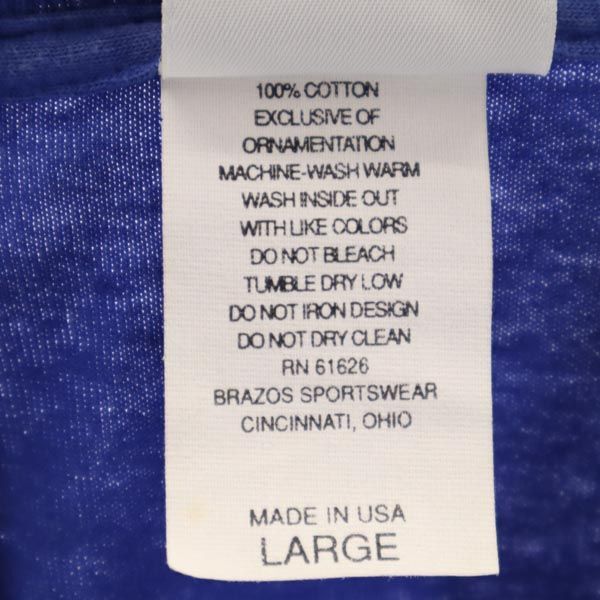 100% COTTON
EXCLUSIVE OF
ORNAMENTATION
MACHINE-WASH WARM
WASH INSIDE OUT
WITH LIKE COLORS
DO NOT BLEACH
TUMBLE DRY LOW
DO NOT IRON DESIGN
DO NOT DRY CLEAN
RN 61626
BRAZOS SPORTSWEAR
CINCINNATI, OHIO
MADE IN USA
LARGE